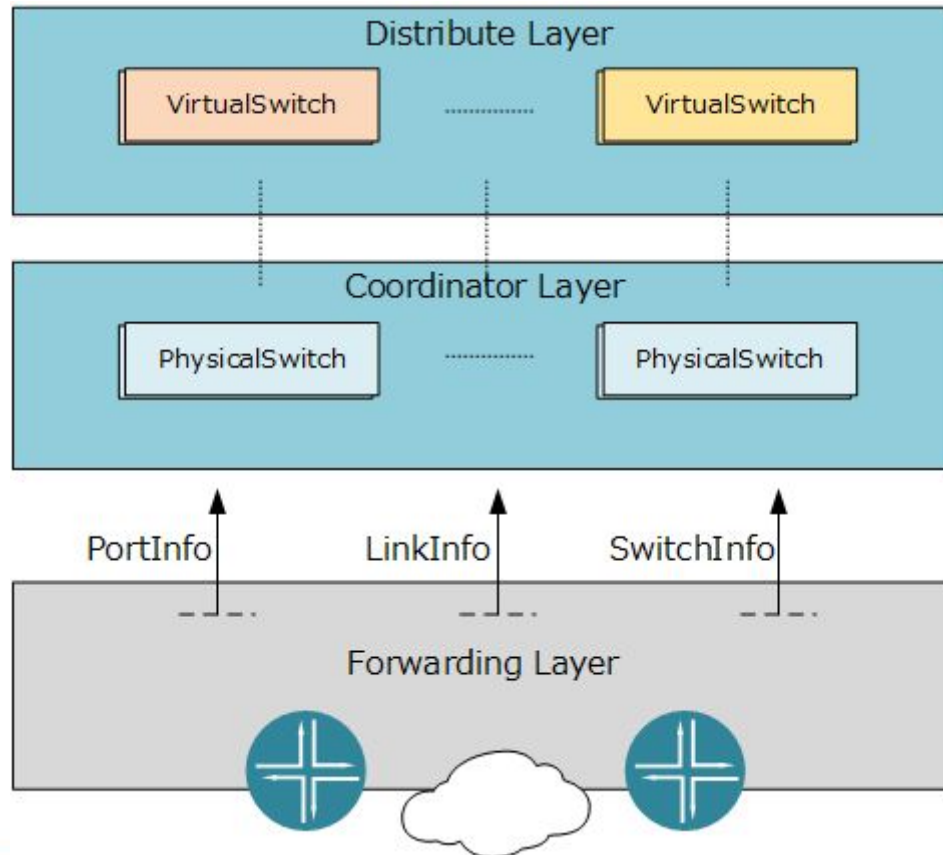 Distribute Layer
VirtualSwitch VirtualSwitch
Coordinator Layer
PhysicalSwitch PhysicalSwitch
PortInfo LinkInfo SwitchInfo
Forwarding Layer